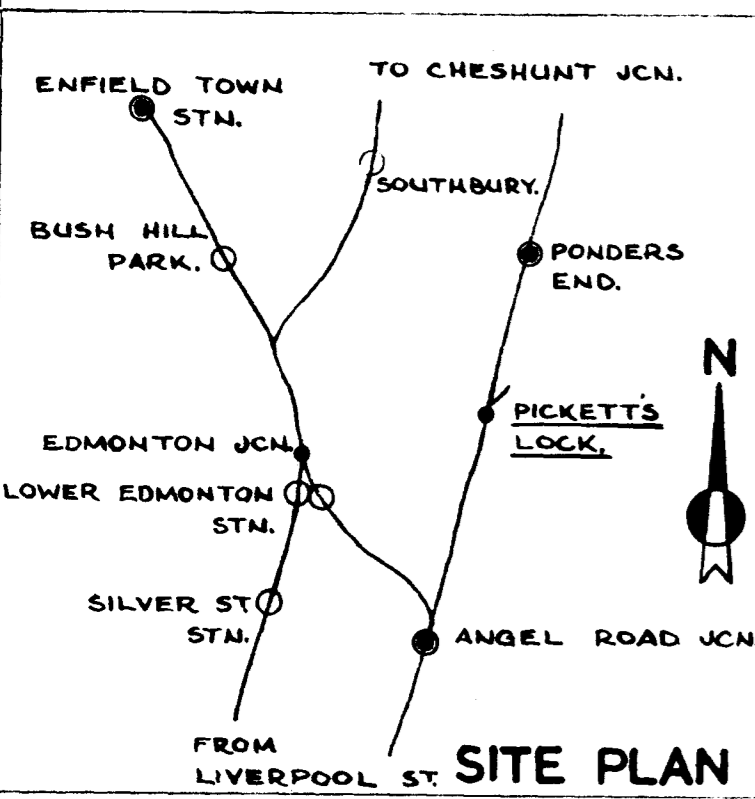 TO CHESHUNT JCN.
ENFIELD TOWN
STN.
SOUTHBURY.
BUSH HILL
PARK.
PONDERS
END.
N
PICKETT'S
LOCK,
EDMONTON JCN.
LOWER EDMONTON
STN.
SILVER ST
STN.
ANGEL ROAD JCN
FROM
LIVERPOOL ST.
SITE PLAN